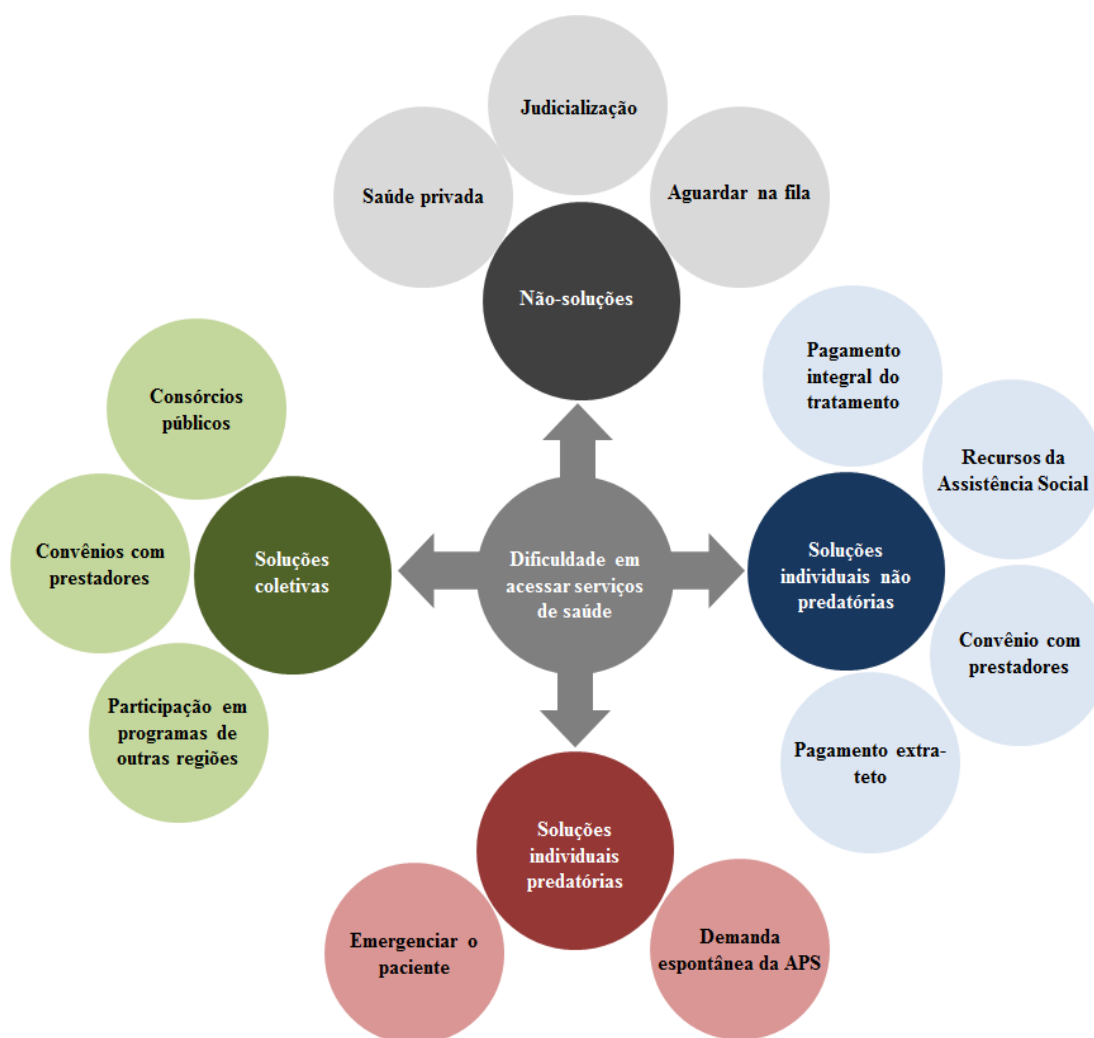 Judicialização
Saúde privada
Aguardar na fila
Não-soluções
Pagamento
integral do
tratamento
Recursos da
Assistência Social
Soluções
individuais não
predatórias
Convênio com
prestadores
Pagamento extra-
teto
Consórcios
públicos
Convênios com
prestadores
Soluções
coletivas
Participação em
programas de
outras regiões
Dificuldade em
acessar serviços
de saúde
Soluções
individuais
predatórias
Emergenciar o
paciente
Demanda
espontânea da APS